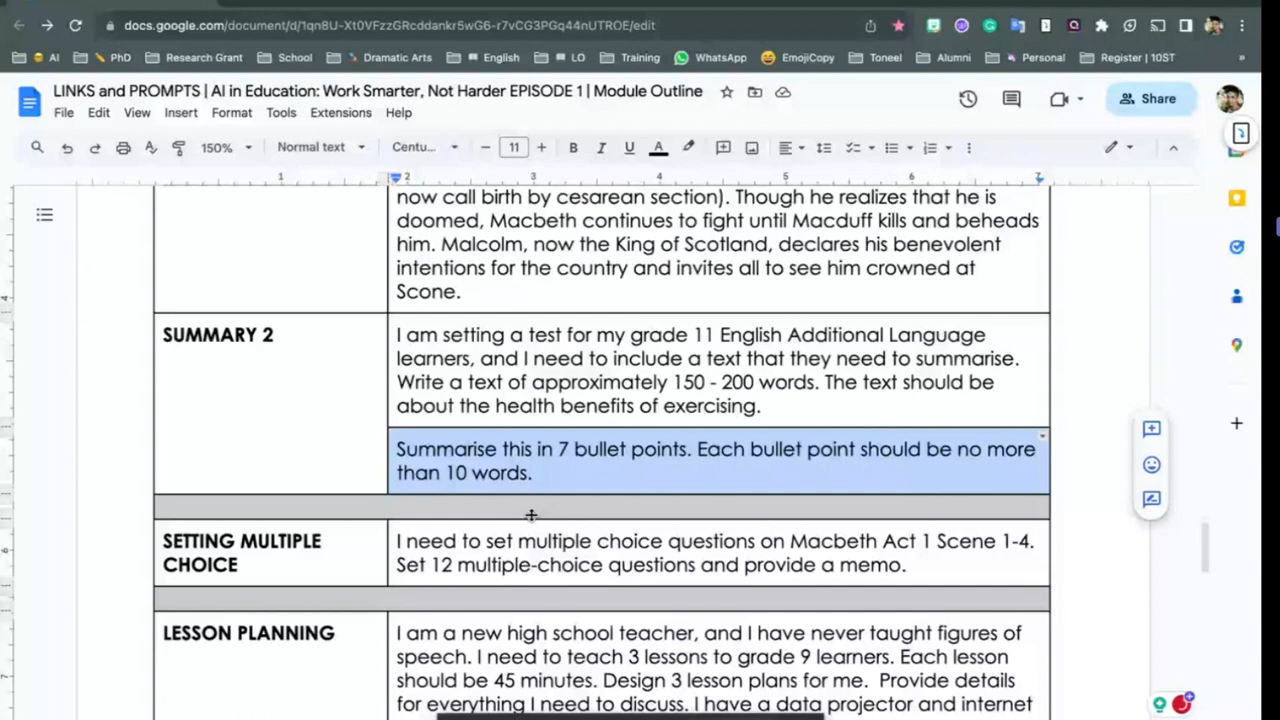 docs.google.com/document/d/1qn8U-Xt0VFzzGRcddankr5wG6-r7vCG3PGq44nUTROE/edit
AI PhD Research Grant School Dramatic Arts English LO Training WhatsApp EmojiCopy Toneel Alumni Personal Register | 10ST »
LINKS and PROMPTS | AI in Education: Work Smarter, Not Harder EPISODE 1 | Module Outline
Share
File Edit View Insert Format Tools Extensions Help
150% Normal text Centu... − 11 +
1 2 3 4 5 6 7
now call birth by cesarean section). Though he realizes that he is
doomed, Macbeth continues to fight until Macduff kills and beheads
him. Malcolm, now the King of Scotland, declares his benevolent
intentions for the country and invites all to see him crowned at
Scone.
SUMMARY 2
I am setting a test for my grade 11 English Additional Language
learners, and I need to include a text that they need to summarise.
Write a text of approximately 150 - 200 words. The text should be
about the health benefits of exercising.
Summarise this in 7 bullet points. Each bullet point should be no more
than 10 words.
SETTING MULTIPLE
CHOICE
I need to set multiple choice questions on Macbeth Act 1 Scene 1-4.
Set 12 multiple-choice questions and provide a memo.
LESSON PLANNING
I am a new high school teacher, and I have never taught figures of
speech. I need to teach 3 lessons to grade 9 learners. Each lesson
should be 45 minutes. Design 3 lesson plans for me.  Provide details
for everything I need to discuss. I have a data projector and internet